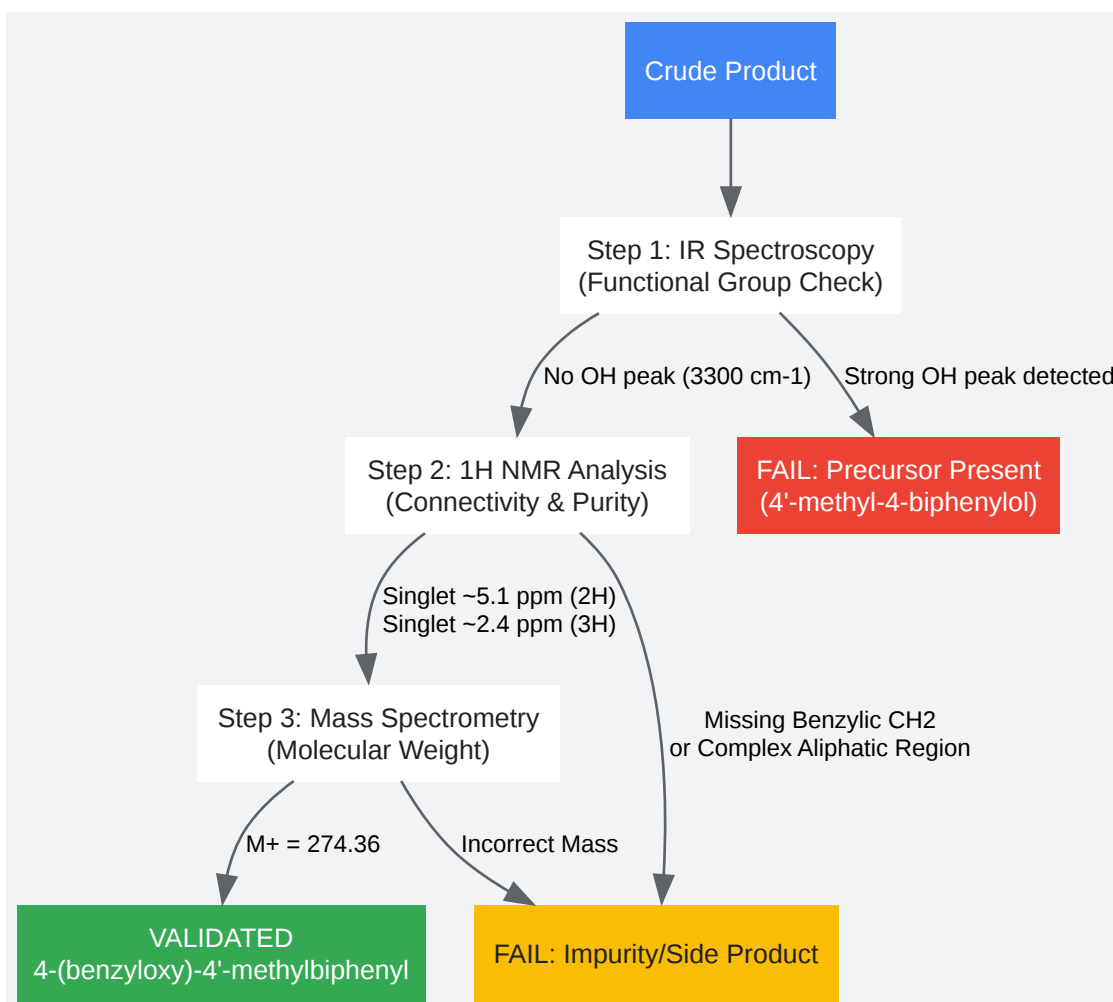 Crude Product
Step 1: IR Spectroscopy
(Functional Group Check)
No OH peak (3300 cm-1)
Strong OH peak detected
Step 2: 1H NMR Analysis
(Connectivity & Purity)
FAIL: Precursor Present
(4'-methyl-4-biphenylol)
Singlet ~5.1 ppm (2H)
Singlet ~2.4 ppm (3H)
Step 3: Mass Spectrometry
(Molecular Weight)
Missing Benzylic CH2
or Complex Aliphatic Region
M+ = 274.36
Incorrect Mass
VALIDATED
4-(benzyloxy)-4'-methylbiphenyl
FAIL: Impurity/Side Product